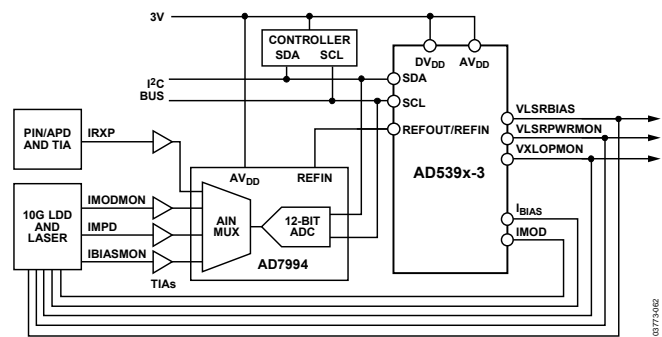 3V
CONTROLLER
SDA SCL
I²C
BUS
DVDD AVDD
SDA
SCL
REFOUT/REFIN
AD539x-3
VLSRBIAS
VLSRPWRMON
VXLOPMON
IBIAS
IMOD
PIN/APD
AND TIA
IRXP
10G LDD
AND
LASER
IMODMON
IMPD
IBIASMON
TIAs
AVDD REFIN
AIN
MUX
12-BIT
ADC
AD7994
03773-062